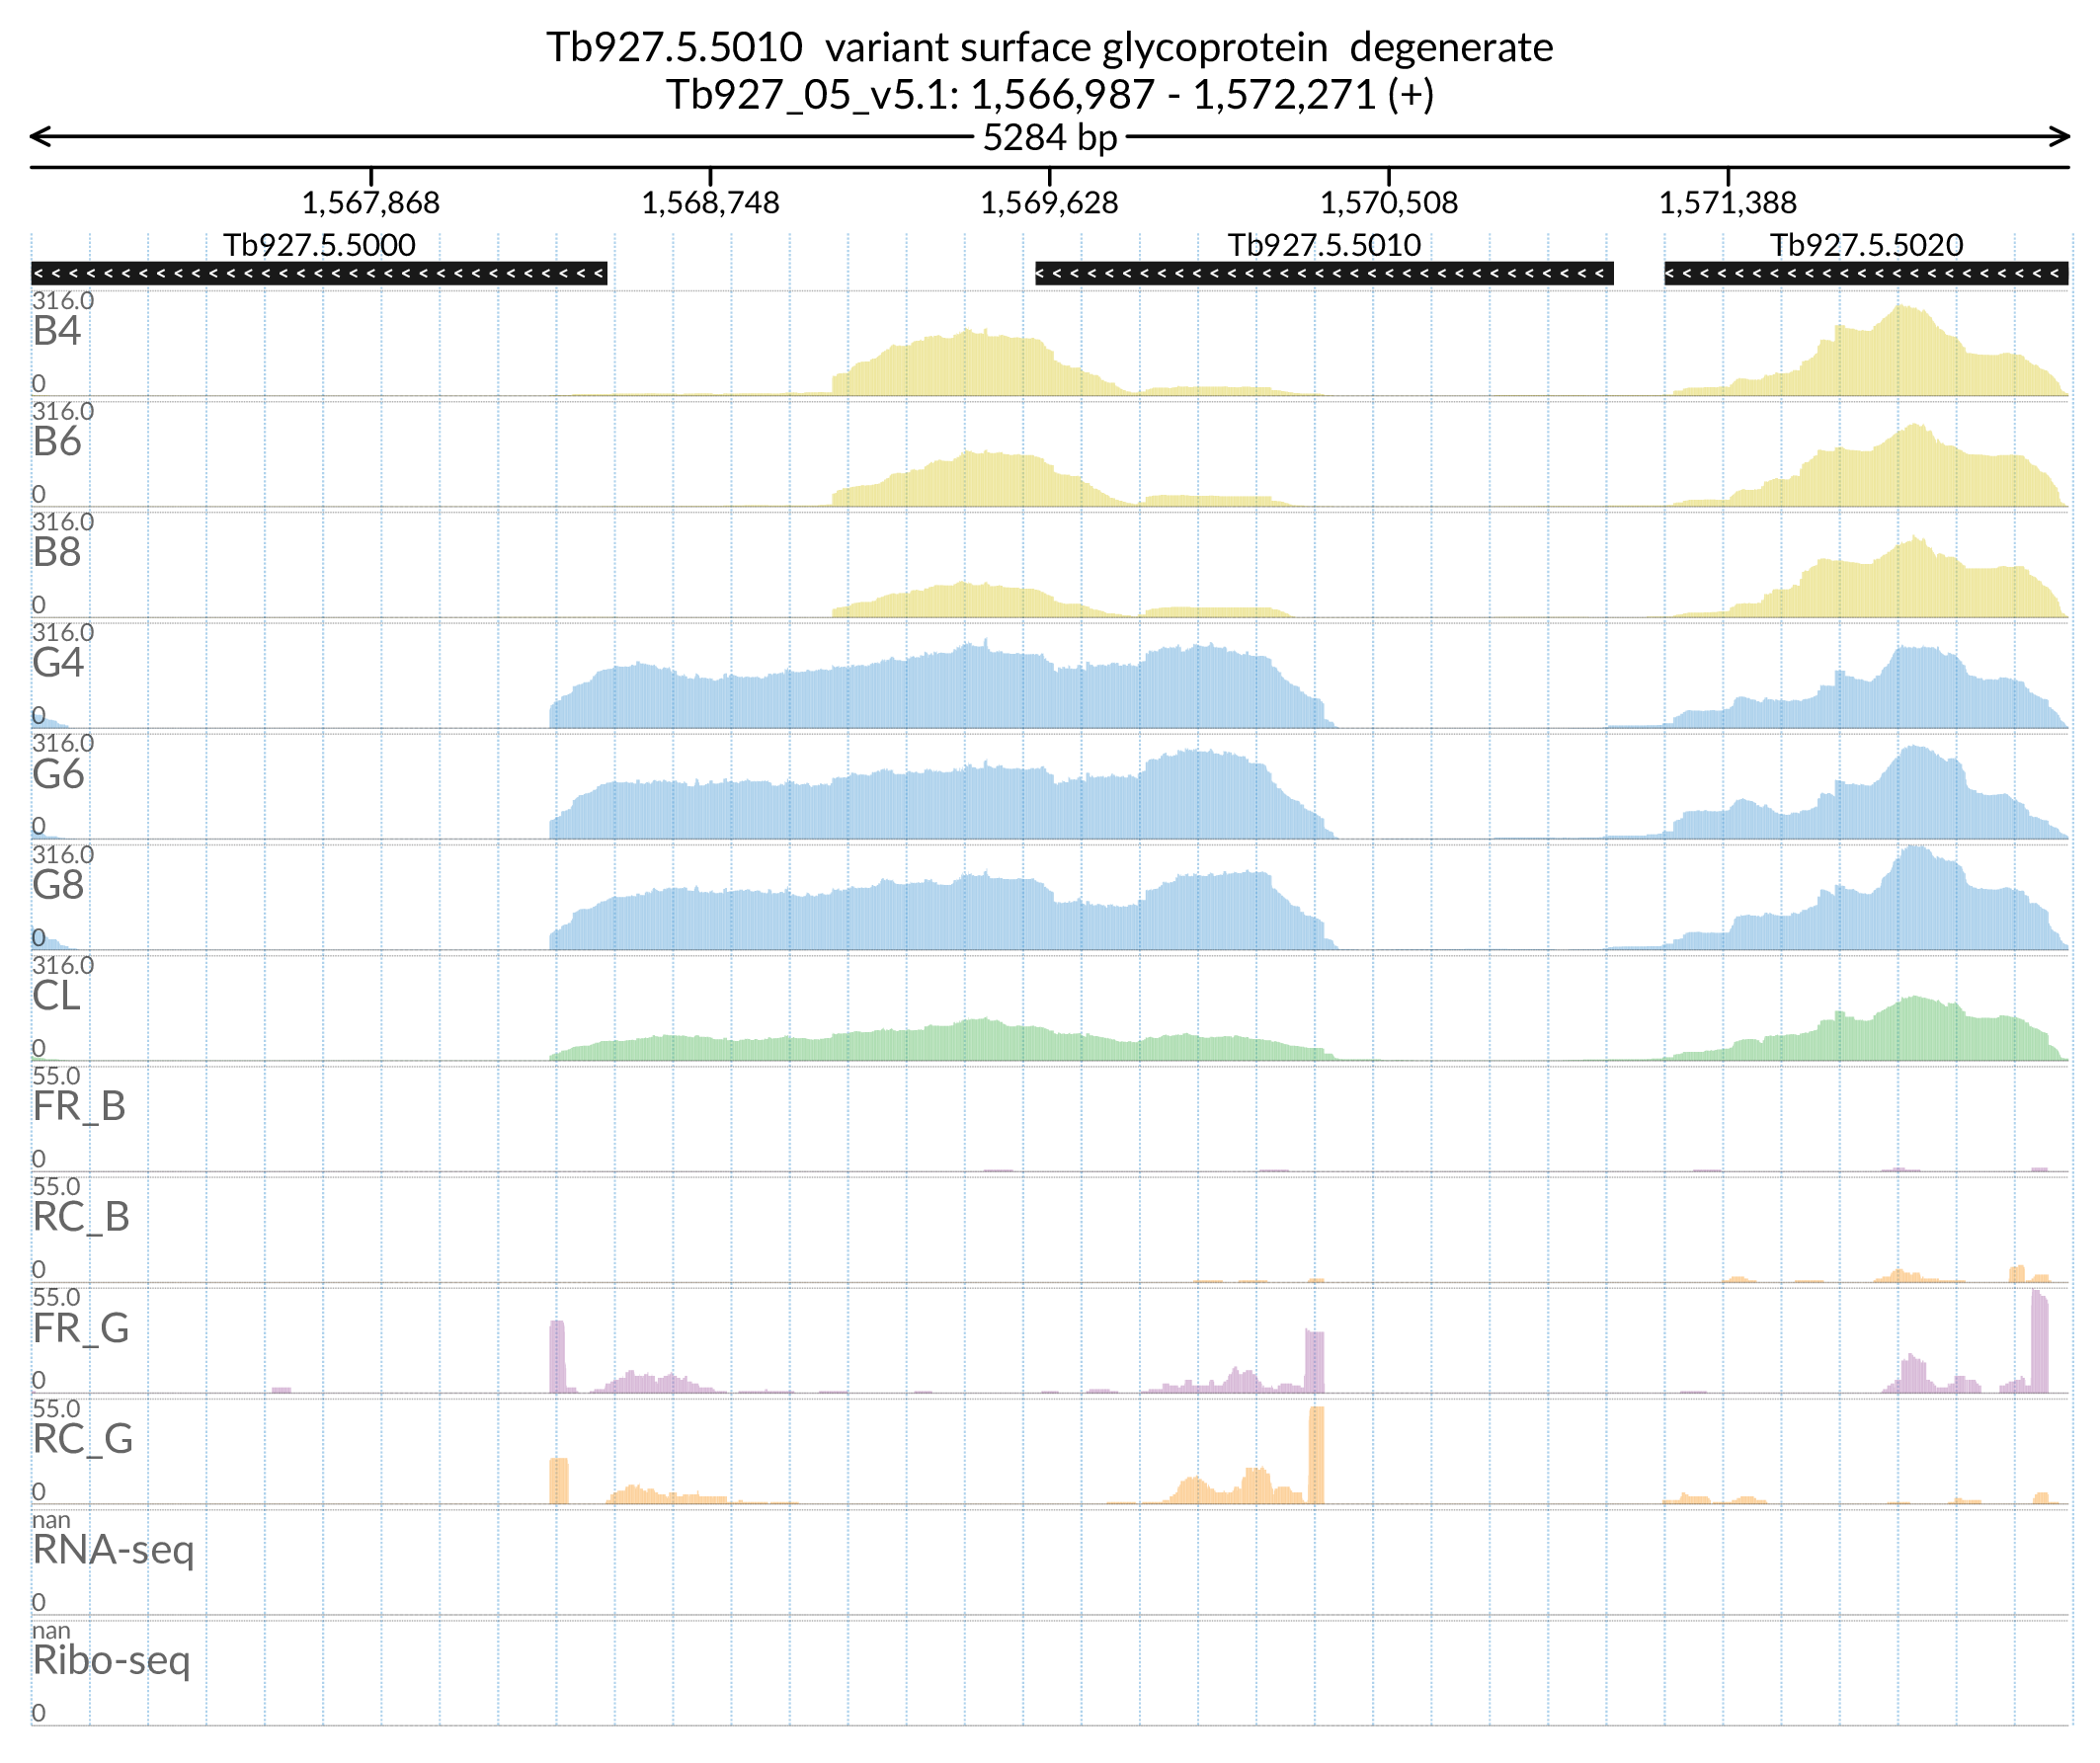 Tb927.5.5010 variant surface glycoprotein degenerate
Tb927_05_v5.1: 1,566,987 - 1,572,271 (+)
5284 bp
1,567,868 1,568,748 1,569,628 1,570,508 1,571,388
Tb927.5.5000 Tb927.5.5010 Tb927.5.5020
316.0
B4
0
316.0
B6
0
316.0
B8
0
316.0
G4
0
316.0
G6
0
316.0
G8
0
316.0
CL
0
55.0
FR_B
0
55.0
RC_B
0
55.0
FR_G
0
55.0
RC_G
0
nan
RNA-seq
0
nan
Ribo-seq
0